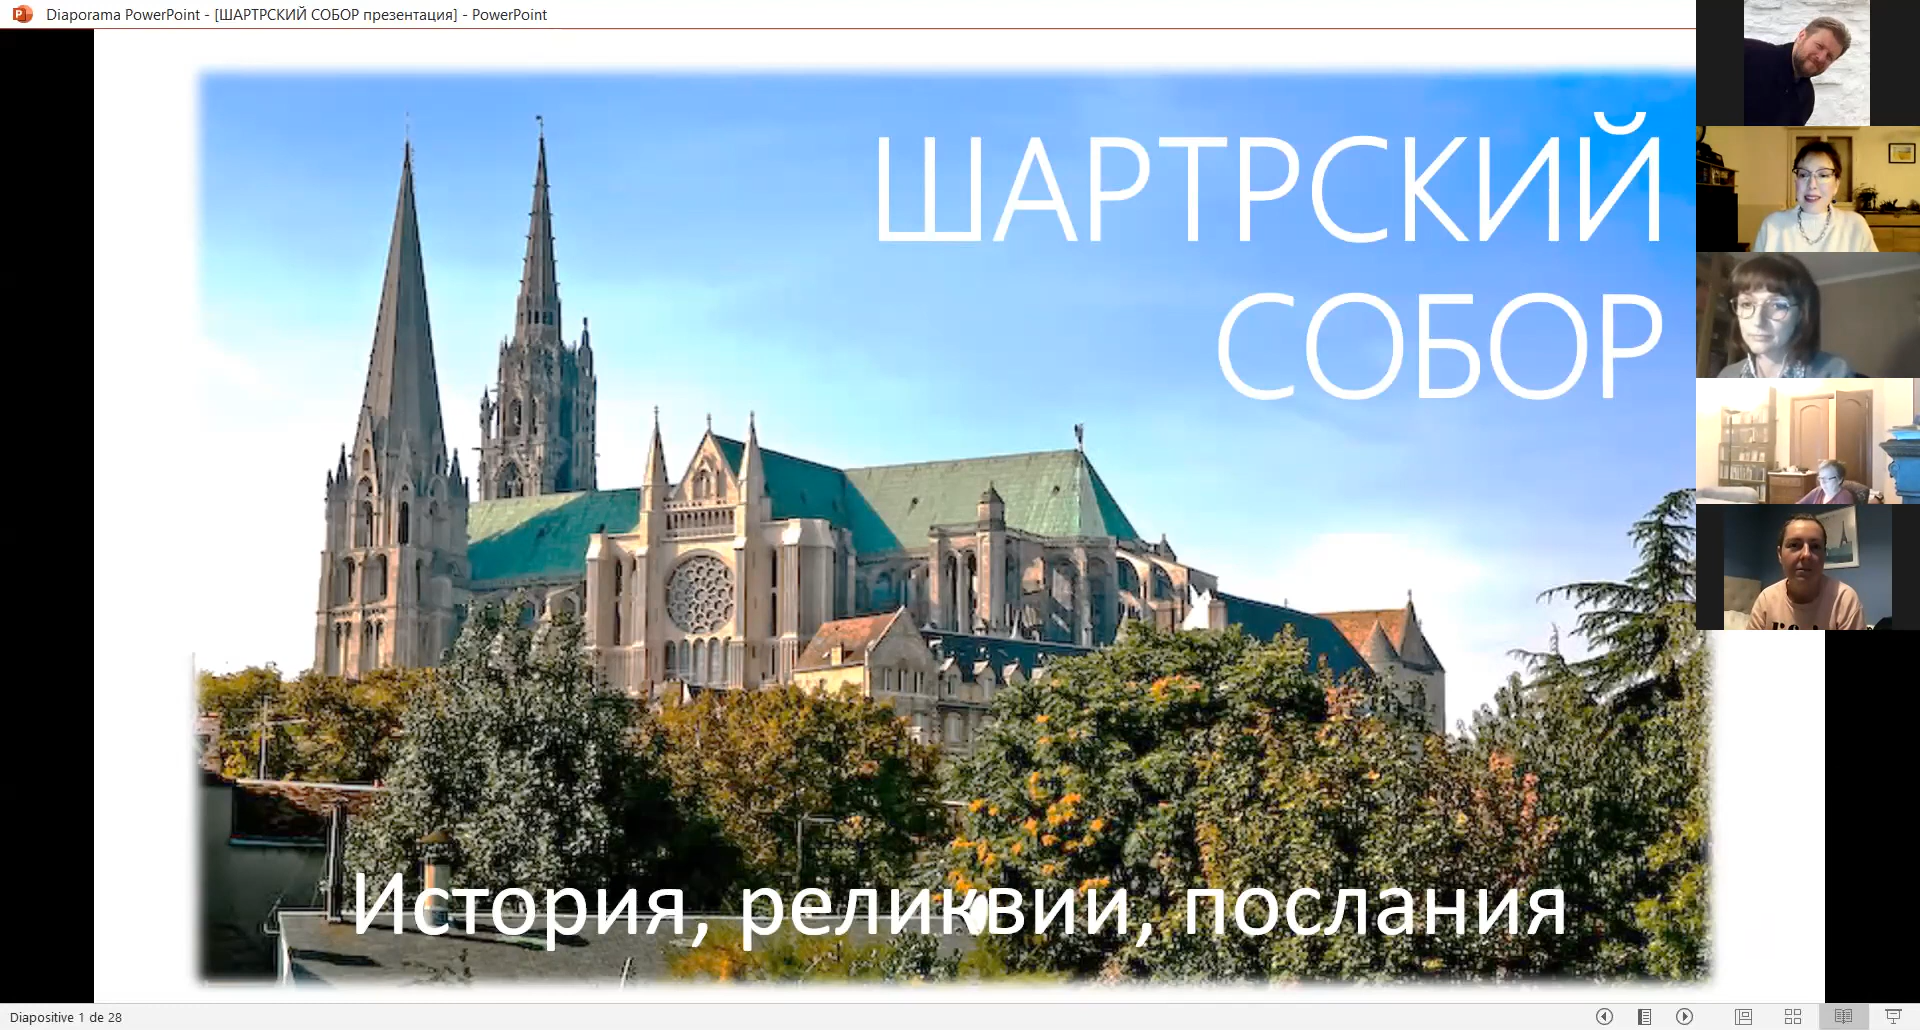 Diaporama PowerPoint - [ШАРТРСКИЙ СОБОР презентация] - PowerPoint
ШАРТРСКИЙ
СОБОР
История, реликвии, послания
Diapositive 1 de 28